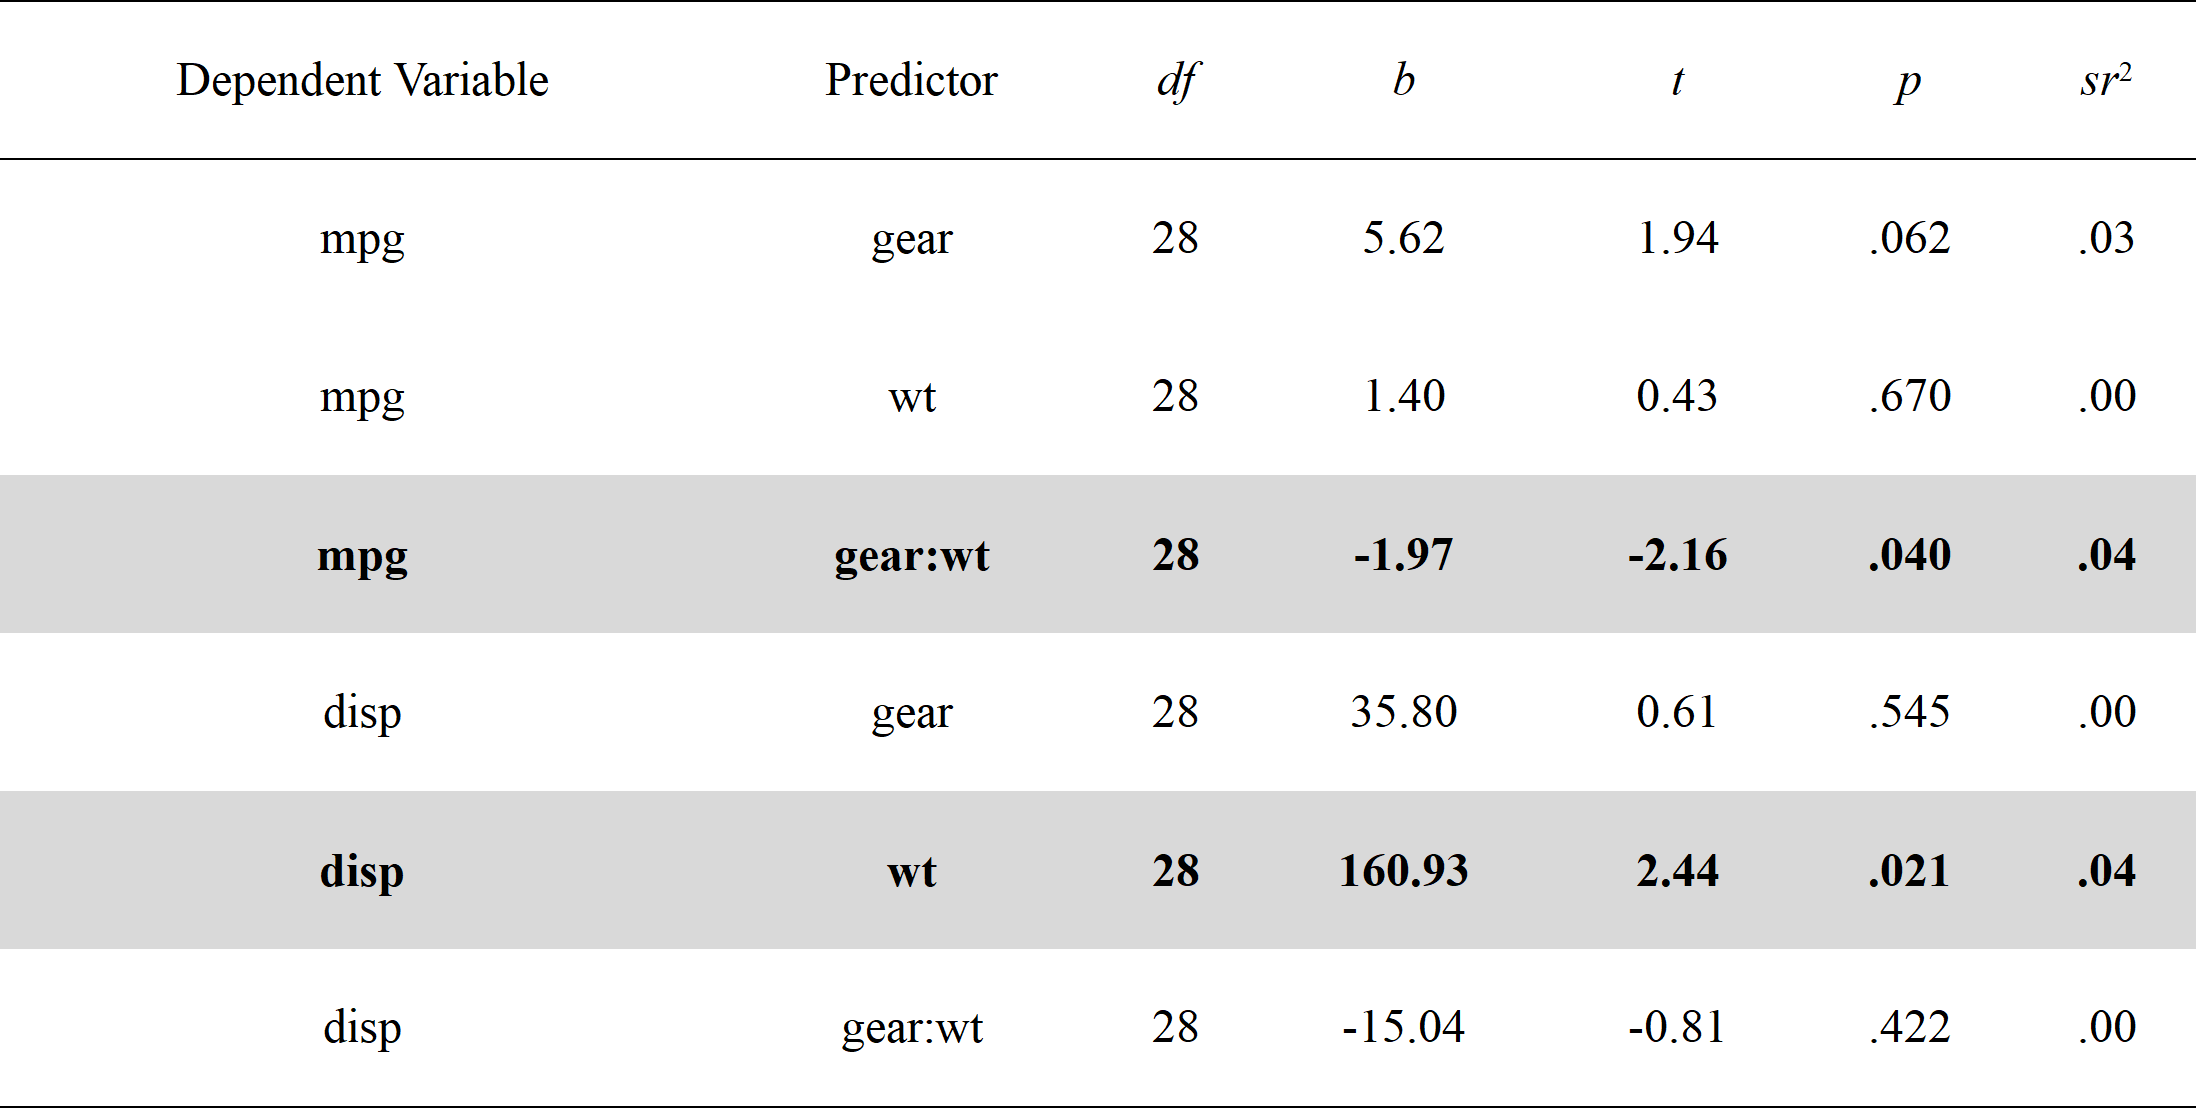 Dependent Variable Predictor df b t p sr²
mpg gear 28 5.62 1.94 .062 .03
mpg wt 28 1.40 0.43 .670 .00
mpg gear:wt 28 -1.97 -2.16 .040 .04
disp gear 28 35.80 0.61 .545 .00
disp wt 28 160.93 2.44 .021 .04
disp gear:wt 28 -15.04 -0.81 .422 .00